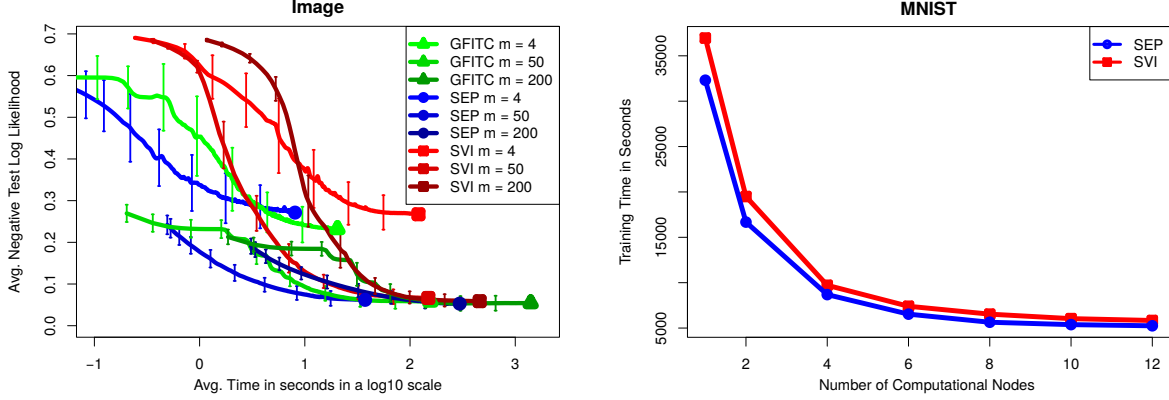 Image
Avg. Negative Test Log Likelihood
0.0
0.1
0.2
0.3
0.4
0.5
0.6
0.7
GFITC m = 4
GFITC m = 50
GFITC m = 200
SEP m = 4
SEP m = 50
SEP m = 200
SVI m = 4
SVI m = 50
SVI m = 200
−1
0
1
2
3
Avg. Time in seconds in a log10 scale
MNIST
Training Time in Seconds
5000
15000
25000
35000
SEP
SVI
2
4
6
8
10
12
Number of Computational Nodes